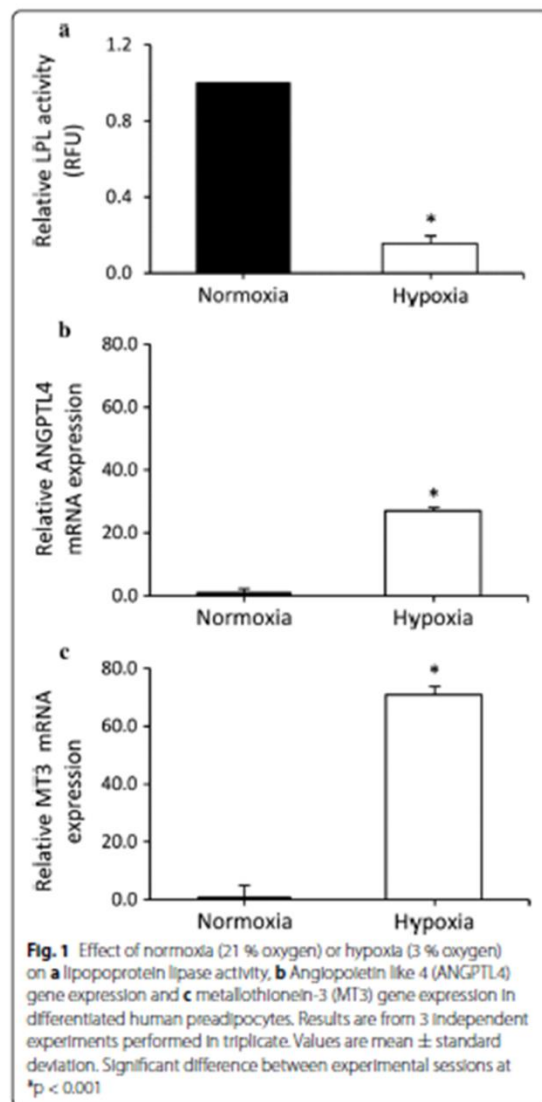 a
1.2
0.8
0.4
0.0
Relative LPL activity
(RFU)
*
Normoxia
Hypoxia
b
80.0
60.0
40.0
20.0
0.0
Relative ANGPTL4
mRNA expression
*
Normoxia
Hypoxia
c
80.0
60.0
40.0
20.0
0.0
Relative MT3 mRNA
expression
*
Normoxia
Hypoxia
Fig. 1 Effect of normoxia (21 % oxygen) or hypoxia (3 % oxygen)
on a lipopoprotein lipase activity, b Angiopoietin like 4 (ANGPTL4)
gene expression and c metallothionein-3 (MT3) gene expression in
differentiated human preadipocytes. Results are from 3 independent
experiments performed in triplicate. Values are mean ± standard
deviation. Significant difference between experimental sessions at
*p < 0.001